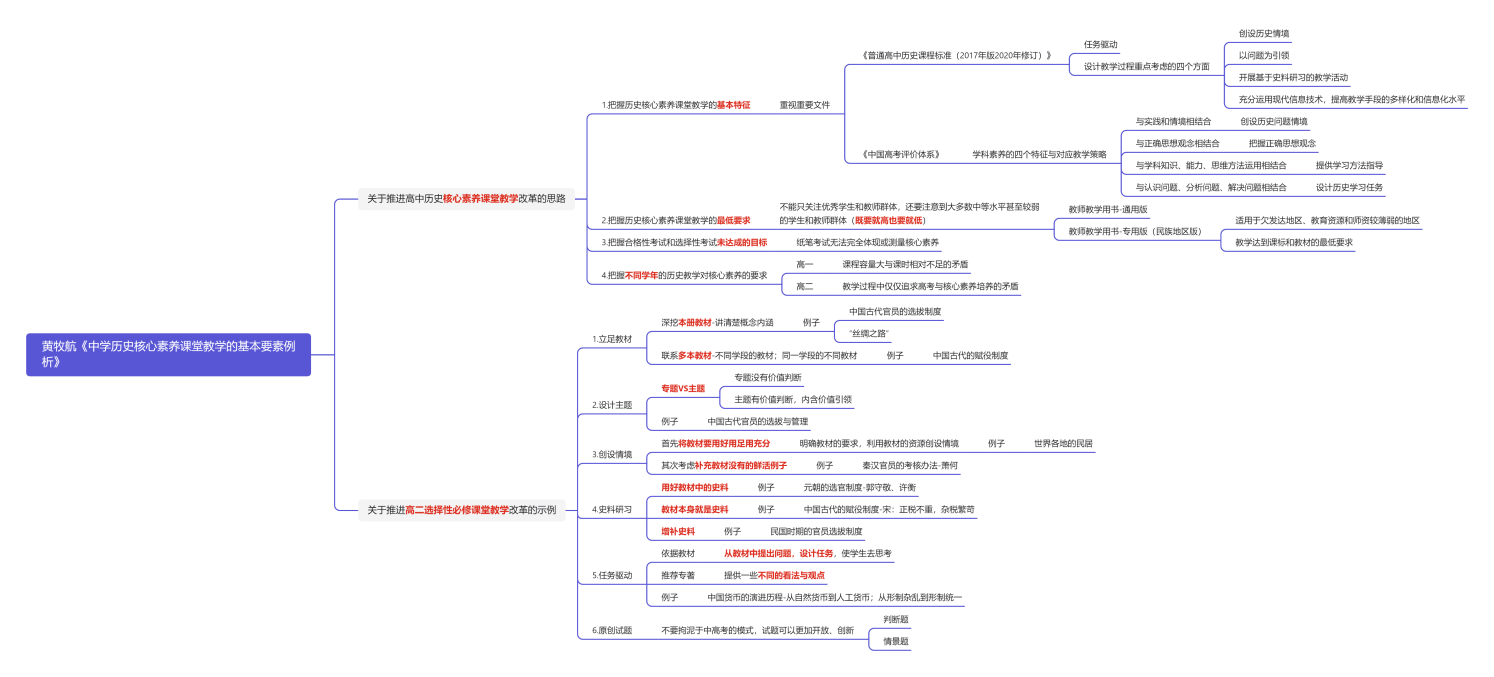 黄牧航《中学历史核心素养课堂教学的基本要素例
析》
关于推进高中历史核心素养课堂教学改革的思路
1.把握历史核心素养课堂教学的基本特征
重视重要文件
《普通高中历史课程标准（2017年版2020年修订）》
任务驱动
设计教学过程重点考虑的四个方面
创设历史情境
以问题为引领
开展基于史料研习的教学活动
充分运用现代信息技术，提高教学手段的多样化和信息化水平
《中国高考评价体系》
学科素养的四个特征与对应教学策略
与实践和情境相结合
创设历史问题情境
与正确思想观念相结合
把握正确思想观念
与学科知识、能力、思维方法运用相结合
提供学习方法指导
与认识问题、分析问题、解决问题相结合
设计历史学习任务
2.把握历史核心素养课堂教学的最低要求
不能只关注优秀学生和教师群体，还要注意到大多数中等水平甚至较弱
的学生和教师群体（既要就高也要就低）
教师教学用书-通用版
教师教学用书-专用版（民族地区版）
适用于欠发达地区、教育资源和师资较薄弱的地区
教学达到课标和教材的最低要求
3.把握合格性考试和选择性考试未达成的目标
纸笔考试无法完全体现或测量核心素养
4.把握不同学年的历史教学对核心素养的要求
高一
课程容量大与课时相对不足的矛盾
高二
教学过程中仅仅追求高考与核心素养培养的矛盾
关于推进高二选择性必修课堂教学改革的示例
1.立足教材
深挖本册教材-讲清楚概念内涵
例子
中国古代官员的选拔制度
“丝绸之路”
联系多本教材-不同学段的教材；同一学段的不同教材
例子
中国古代的赋役制度
2.设计主题
专题VS主题
专题没有价值判断
主题有价值判断，内含价值引领
例子
中国古代官员的选拔与管理
3.创设情境
首先将教材要用好用足用充分
明确教材的要求，利用教材的资源创设情境
例子
世界各地的民居
其次考虑补充教材没有的鲜活例子
例子
秦汉官员的考核办法-萧何
4.史料研习
用好教材中的史料
例子
元朝的选官制度-郭守敬、许衡
教材本身就是史料
例子
中国古代的赋役制度-宋：正税不重，杂税繁苛
增补史料
例子
民国时期的官员选拔制度
5.任务驱动
依据教材
从教材中提出问题，设计任务，使学生去思考
推荐专著
提供一些不同的看法与观点
例子
中国货币的演进历程-从自然货币到人工货币；从形制杂乱到形制统一
6.原创试题
不要拘泥于中高考的模式，试题可以更加开放、创新
判断题
情景题